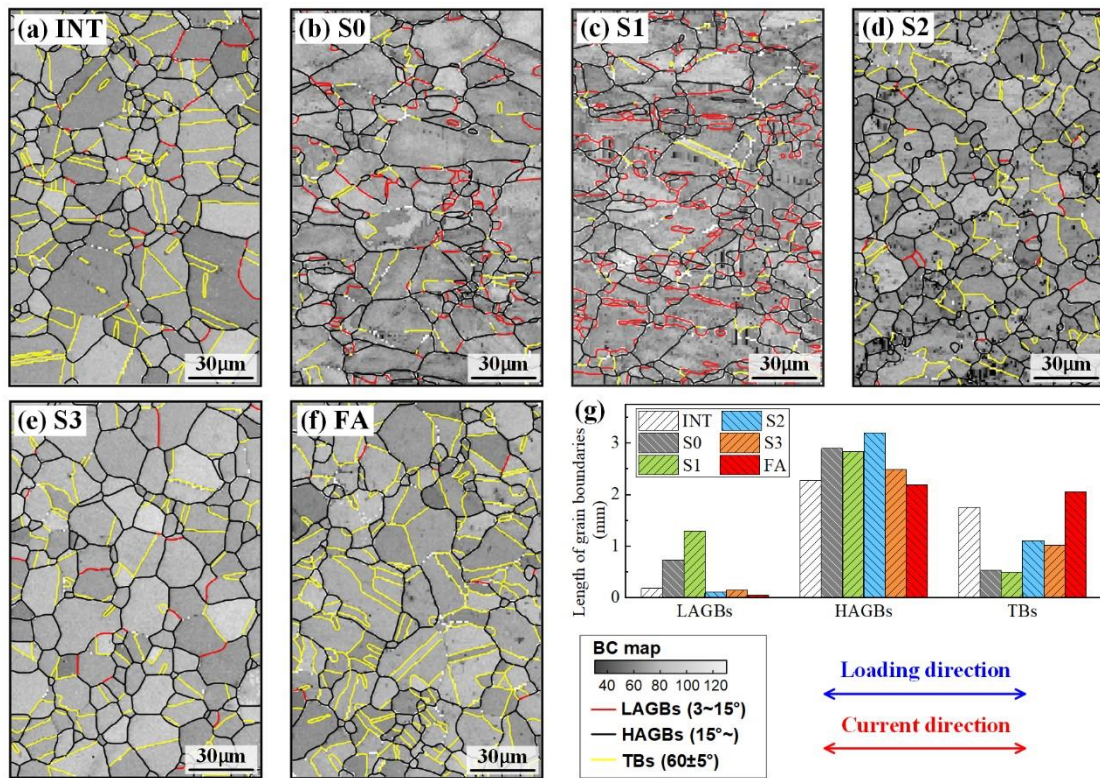 (a) INT
30μm
(b) S0
30μm
(c) S1
30μm
(d) S2
30μm
(e) S3
30μm
(f) FA
30μm
(g)
INT
S0
S1
S2
S3
FA
Length of grain boundaries
(mm)
3
2
1
0
LAGBs
HAGBs
TBs
BC map
40 60 80 100 120
LAGBs (3~15°)
HAGBs (15°~)
TBs (60±5°)
Loading direction
Current direction